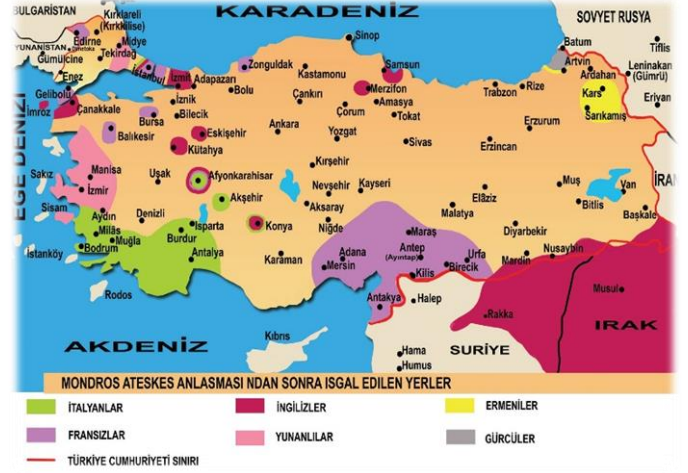 BULGARİSTAN
KARADENİZ
SOVYET RUSYA
Kırklareli
(Kırkkilise)
Edirne
Midye
YUNANİSTAN
Tekirdağ
Gümülcine
Enez
İstanbul
İzmit
Adapazarı
Gelibolu
İmroz
Çanakkale
İznik
Bilecik
Bursa
Balıkesir
Zonguldak
Bolu
Kastamonu
Sinop
Samsun
Merzifon
Amasya
Tokat
Çankırı
Çorum
Ankara
Yozgat
Sivas
Trabzon
Rize
Batum
Artvin
Ardahan
Kars
Sarıkamış
Tiflis
Leninakan
(Gümrü)
Eriyan
Erzurum
Erzincan
EGE DENİZİ
Eskişehir
Kütahya
Kırşehir
Sakız
Manisa
İzmir
Uşak
Afyonkarahisar
Akşehir
Nevşehir
Kayseri
Aksaray
Niğde
Elâzığ
Malatya
Muş
Bitlis
Van
İRAN
Başkale
Sisam
Aydın
Denizli
Milâs
Muğla
Bodrum
İstanköy
Isparta
Burdur
Antalya
Konya
Karaman
Maraş
Adana
Mersin
Antep
(Ayıntap)
Urfa
Birecik
Kilis
Diyarbekir
Mardin
Nusaybin
Antakya
Halep
Rodos
Kıbrıs
Rakka
Musul
IRAK
AKDENİZ
SURİYE
Hama
Humus
MONDROS ATESKES ANLASMASI NDAN SONRA ISGAL EDILEN YERLER
İTALYANLAR
İNGİLİZLER
ERMENİLER
FRANSIZLAR
YUNANLILAR
GÜRCÜLER
TÜRKİYE CUMHURİYETİ SINIRI